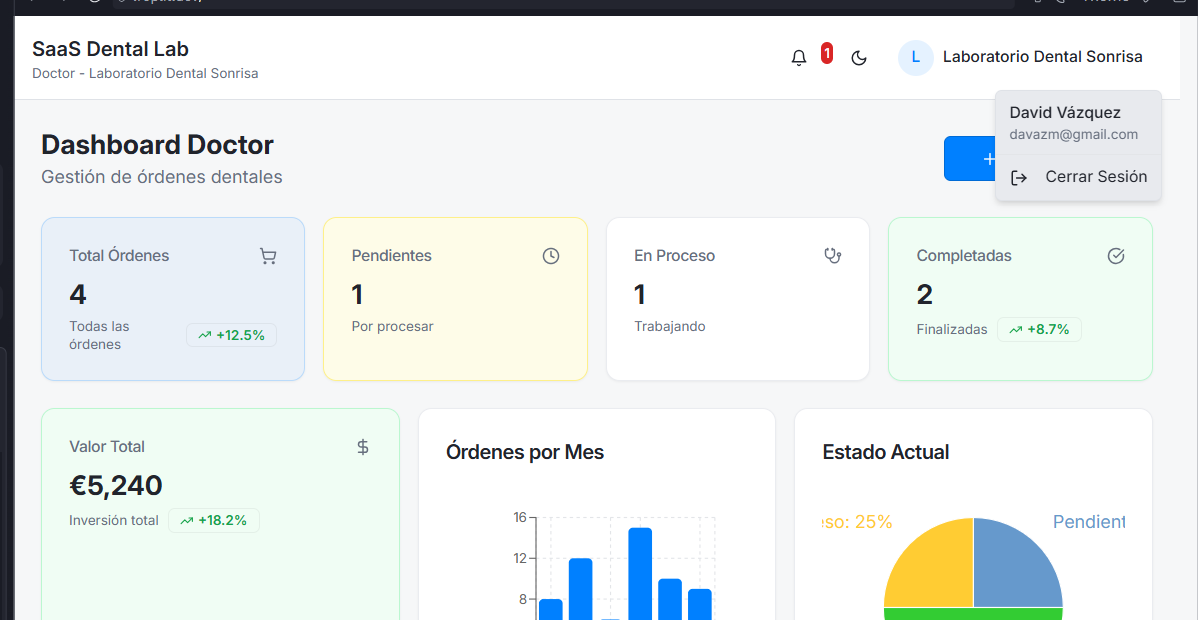 SaaS Dental Lab
Doctor - Laboratorio Dental Sonrisa
1
L
Laboratorio Dental Sonrisa
David Vázquez
davazm@gmail.com
Cerrar Sesión
Dashboard Doctor
Gestión de órdenes dentales
+
Total Órdenes
4
Todas las
órdenes
+12.5%
Pendientes
1
Por procesar
En Proceso
1
Trabajando
Completadas
2
Finalizadas
+8.7%
Valor Total
$
€5,240
Inversión total
+18.2%
Órdenes por Mes
16
12
8
Estado Actual
eso: 25%
Pendient